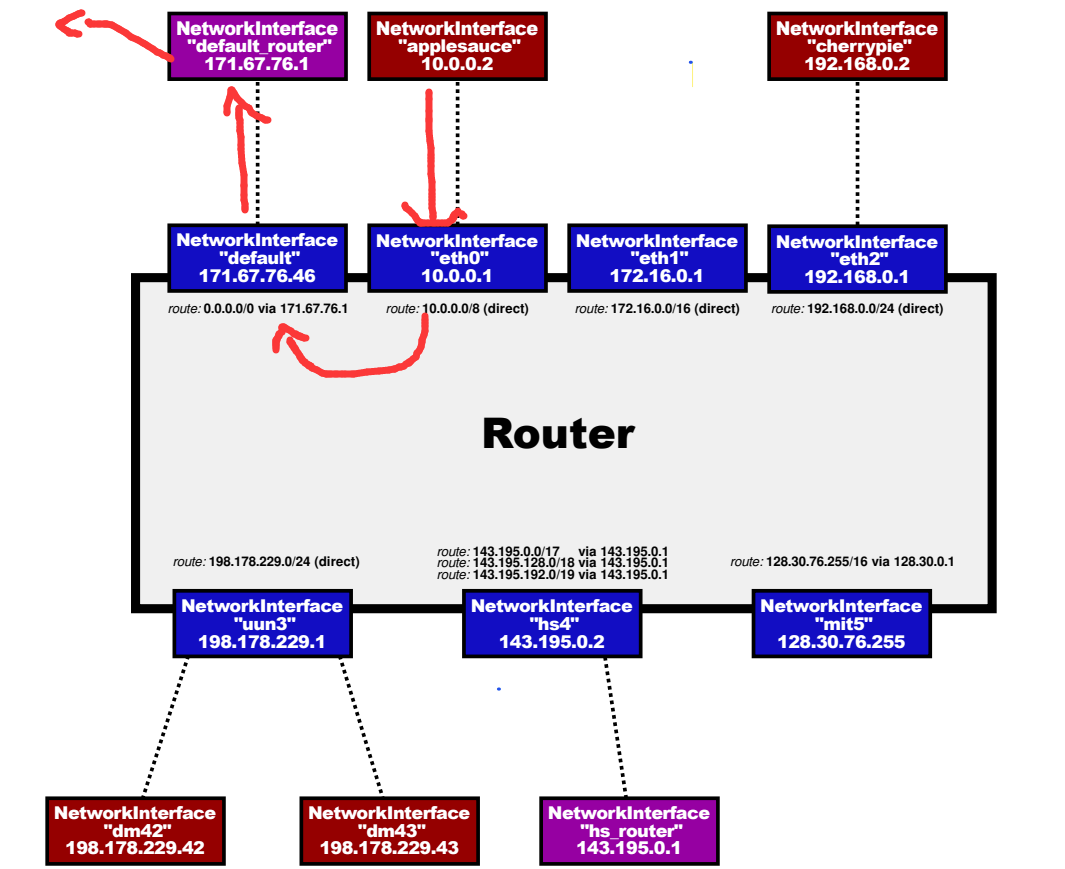 NetworkInterface
"default_router"
171.67.76.1
NetworkInterface
"applesauce"
10.0.0.2
NetworkInterface
"cherrypie"
192.168.0.2
NetworkInterface
"default"
171.67.76.46
NetworkInterface
"eth0"
10.0.0.1
NetworkInterface
"eth1"
172.16.0.1
NetworkInterface
"eth2"
192.168.0.1
route: 0.0.0.0/0 via 171.67.76.1
route: 10.0.0.0/8 (direct)
route: 172.16.0.0/16 (direct)
route: 192.168.0.0/24 (direct)
Router
route: 198.178.229.0/24 (direct)
route: 143.195.0.0/17 via 143.195.0.1
route: 143.195.128.0/18 via 143.195.0.1
route: 143.195.192.0/19 via 143.195.0.1
route: 128.30.76.255/16 via 128.30.0.1
NetworkInterface
"uun3"
198.178.229.1
NetworkInterface
"hs4"
143.195.0.2
NetworkInterface
"mit5"
128.30.76.255
NetworkInterface
"dm42"
198.178.229.42
NetworkInterface
"dm43"
198.178.229.43
NetworkInterface
"hs_router"
143.195.0.1